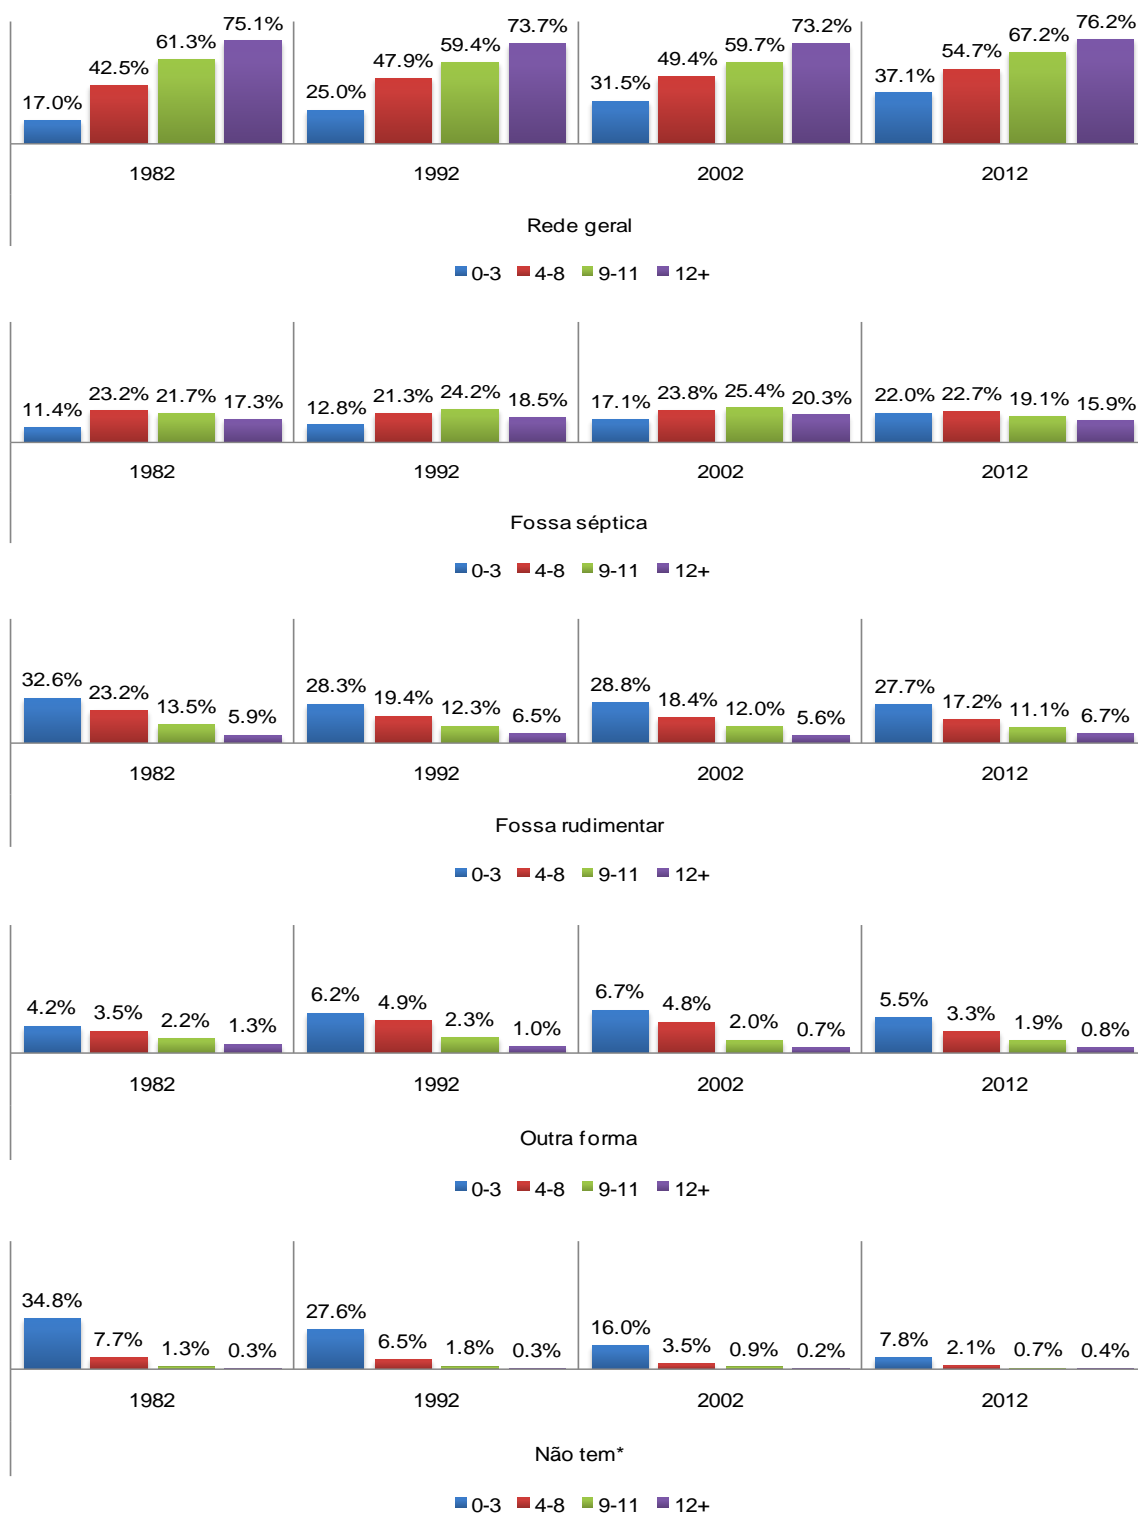 17.0% 42.5% 61.3% 75.1% 25.0% 47.9% 59.4% 73.7% 31.5% 49.4% 59.7% 73.2% 37.1% 54.7% 67.2% 76.2%
1982 1992 2002 2012
Rede geral
0-3 4-8 9-11 12+
11.4% 23.2% 21.7% 17.3% 12.8% 21.3% 24.2% 18.5% 17.1% 23.8% 25.4% 20.3% 22.0% 22.7% 19.1% 15.9%
1982 1992 2002 2012
Fossa séptica
0-3 4-8 9-11 12+
32.6% 23.2% 13.5% 5.9% 28.3% 19.4% 12.3% 6.5% 28.8% 18.4% 12.0% 5.6% 27.7% 17.2% 11.1% 6.7%
1982 1992 2002 2012
Fossa rudimentar
0-3 4-8 9-11 12+
4.2% 3.5% 2.2% 1.3% 6.2% 4.9% 2.3% 1.0% 6.7% 4.8% 2.0% 0.7% 5.5% 3.3% 1.9% 0.8%
1982 1992 2002 2012
Outra forma
0-3 4-8 9-11 12+
34.8% 7.7% 1.3% 0.3% 27.6% 6.5% 1.8% 0.3% 16.0% 3.5% 0.9% 0.2% 7.8% 2.1% 0.7% 0.4%
1982 1992 2002 2012
Não tem*
0-3 4-8 9-11 12+